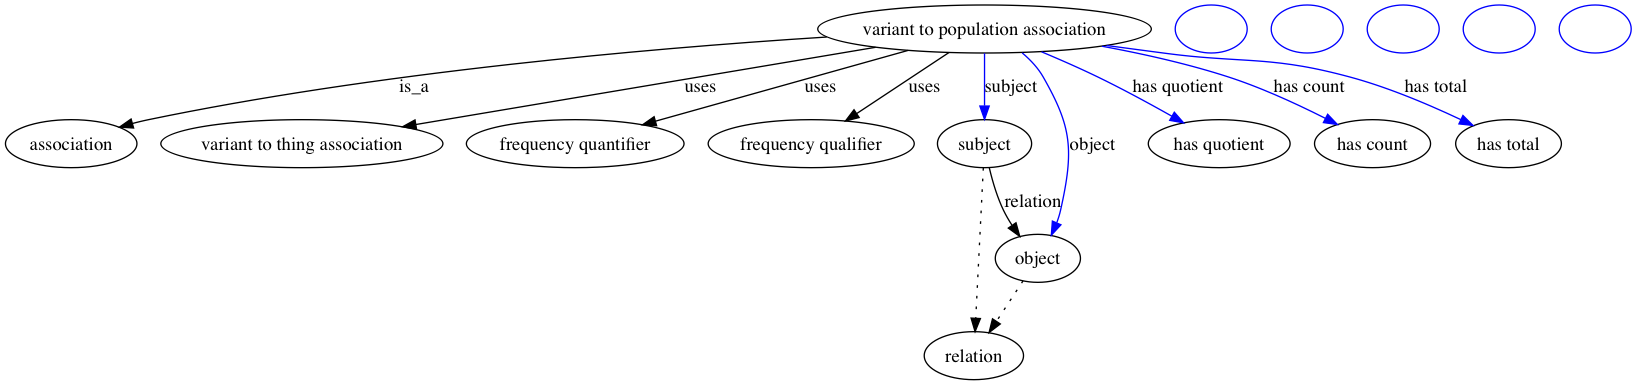 variant to population association
is_a
uses
uses
uses
subject
has quotient
has count
has total
association
variant to thing association
frequency quantifier
frequency qualifier
subject
object
has quotient
has count
has total
relation
object
relation